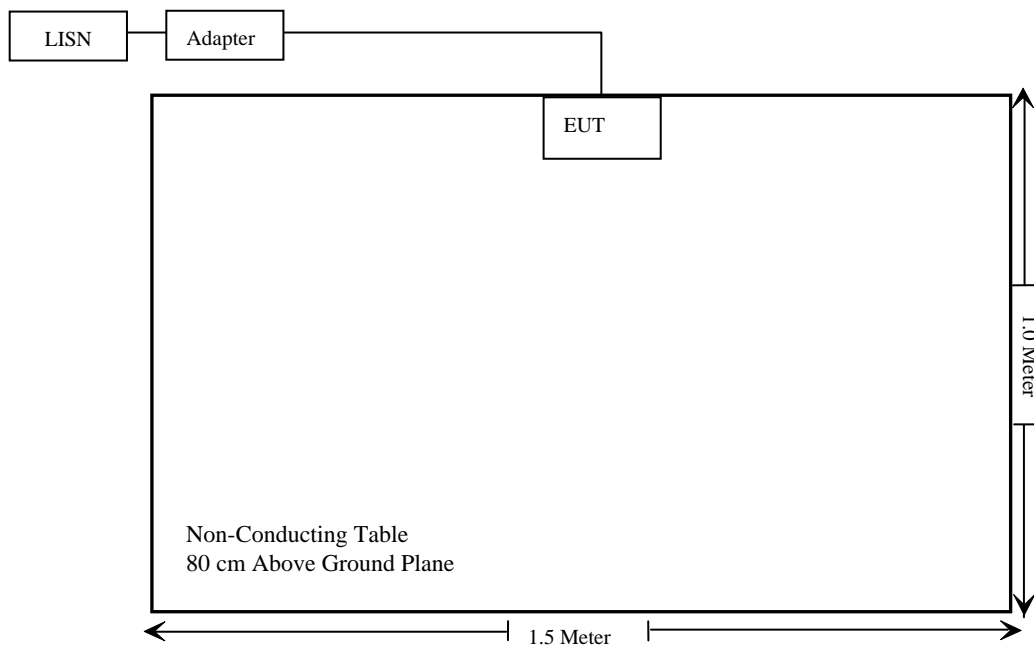 LISN
Adapter
EUT
1.0 Meter
Non-Conducting Table
80 cm Above Ground Plane
1.5 Meter